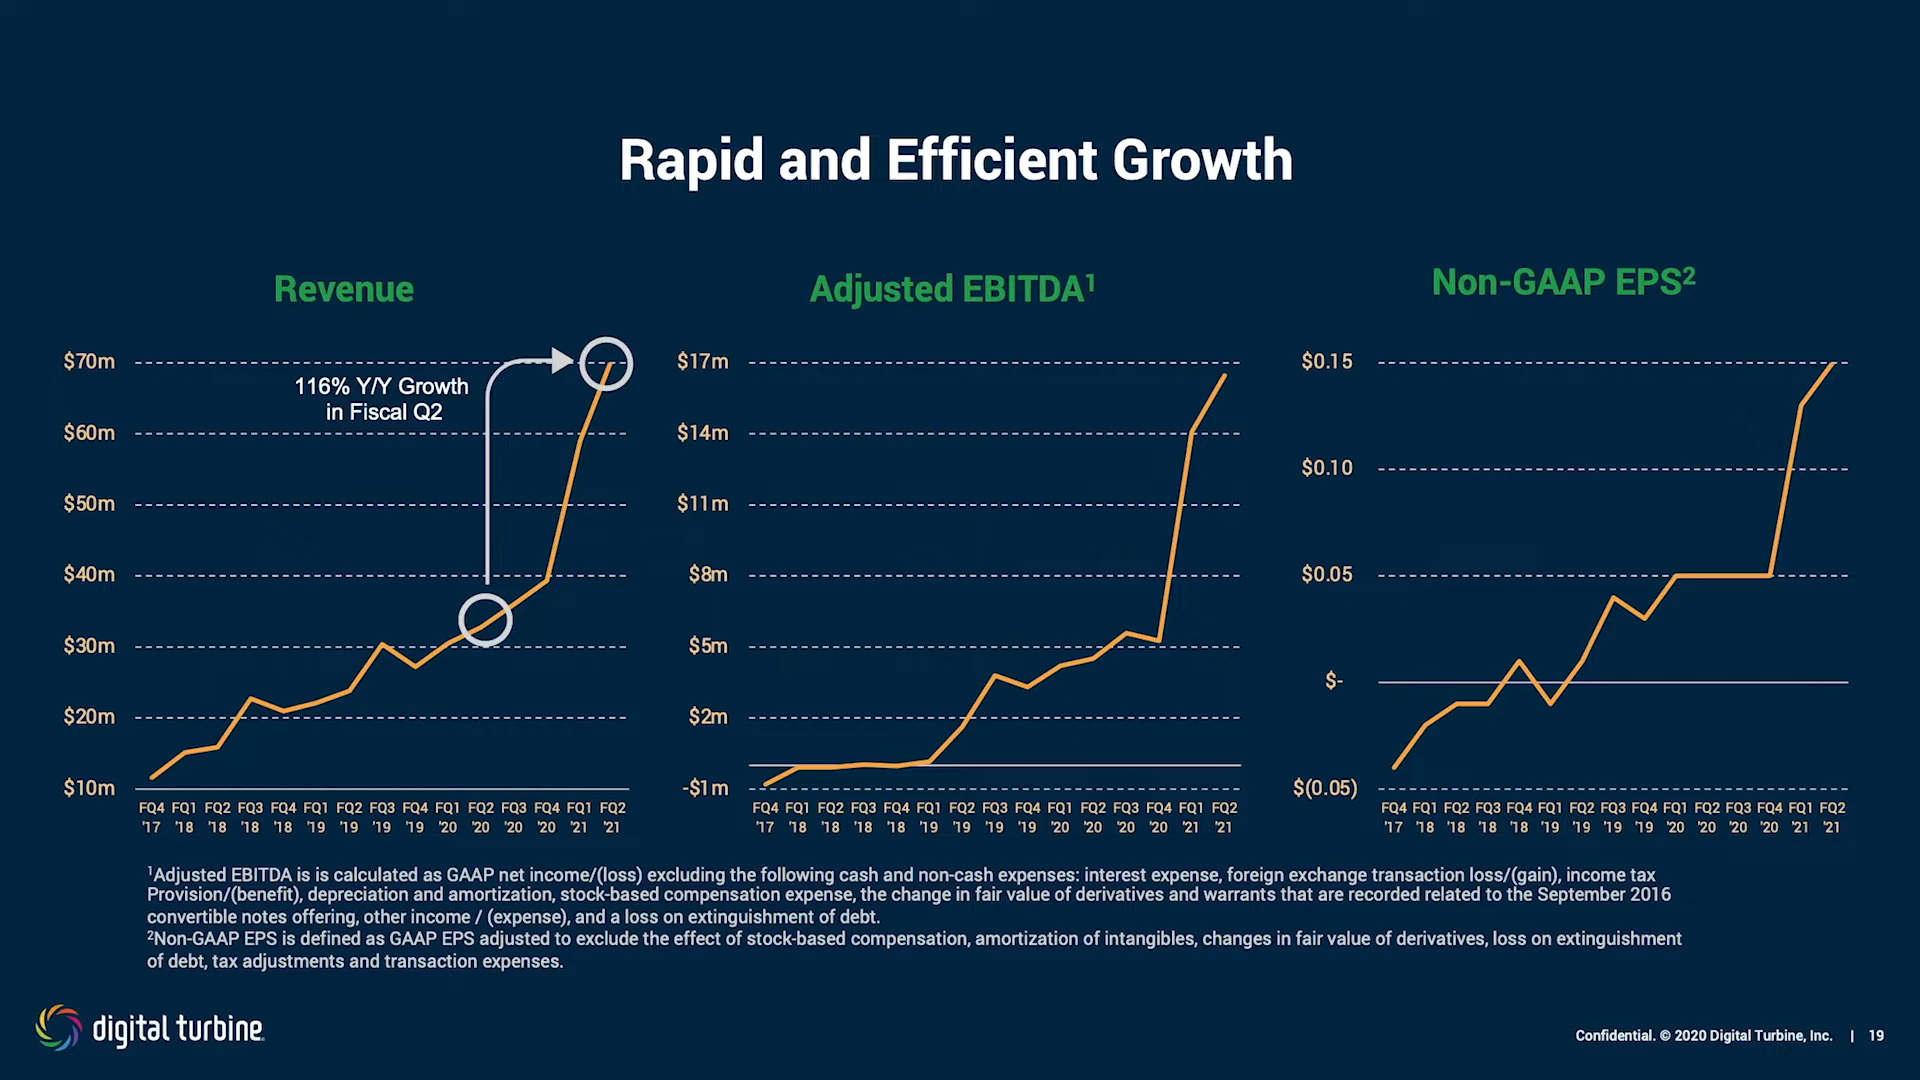 Rapid and Efficient Growth
Revenue
$70m
$60m
$50m
$40m
$30m
$20m
$10m
116% Y/Y Growth
in Fiscal Q2
FQ4 FQ1 FQ2 FQ3 FQ4 FQ1 FQ2 FQ3 FQ4 FQ1 FQ2 FQ3 FQ4 FQ1 FQ2
'17 '18 '18 '18 '18 '19 '19 '19 '19 '20 '20 '20 '20 '21 '21
Adjusted EBITDA¹
$17m
$14m
$11m
$8m
$5m
$2m
-$1m
FQ4 FQ1 FQ2 FQ3 FQ4 FQ1 FQ2 FQ3 FQ4 FQ1 FQ2 FQ3 FQ4 FQ1 FQ2
'17 '18 '18 '18 '18 '19 '19 '19 '19 '20 '20 '20 '20 '21 '21
Non-GAAP EPS²
$0.15
$0.10
$0.05
$-
$(0.05)
FQ4 FQ1 FQ2 FQ3 FQ4 FQ1 FQ2 FQ3 FQ4 FQ1 FQ2 FQ3 FQ4 FQ1 FQ2
'17 '18 '18 '18 '18 '19 '19 '19 '19 '20 '20 '20 '20 '21 '21
¹Adjusted EBITDA is is calculated as GAAP net income/(loss) excluding the following cash and non-cash expenses: interest expense, foreign exchange transaction loss/(gain), income tax
Provision/(benefit), depreciation and amortization, stock-based compensation expense, the change in fair value of derivatives and warrants that are recorded related to the September 2016
convertible notes offering, other income / (expense), and a loss on extinguishment of debt.
²Non-GAAP EPS is defined as GAAP EPS adjusted to exclude the effect of stock-based compensation, amortization of intangibles, changes in fair value of derivatives, loss on extinguishment
of debt, tax adjustments and transaction expenses.
digital turbine
Confidential. © 2020 Digital Turbine, Inc. | 19